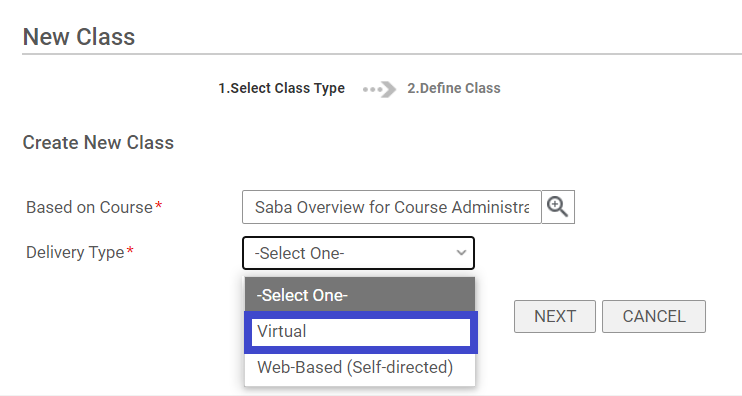 New Class
1.Select Class Type 2.Define Class
Create New Class
Based on Course* Saba Overview for Course Administra
Delivery Type* -Select One-
-Select One-
Virtual
NEXT CANCEL
Web-Based (Self-directed)